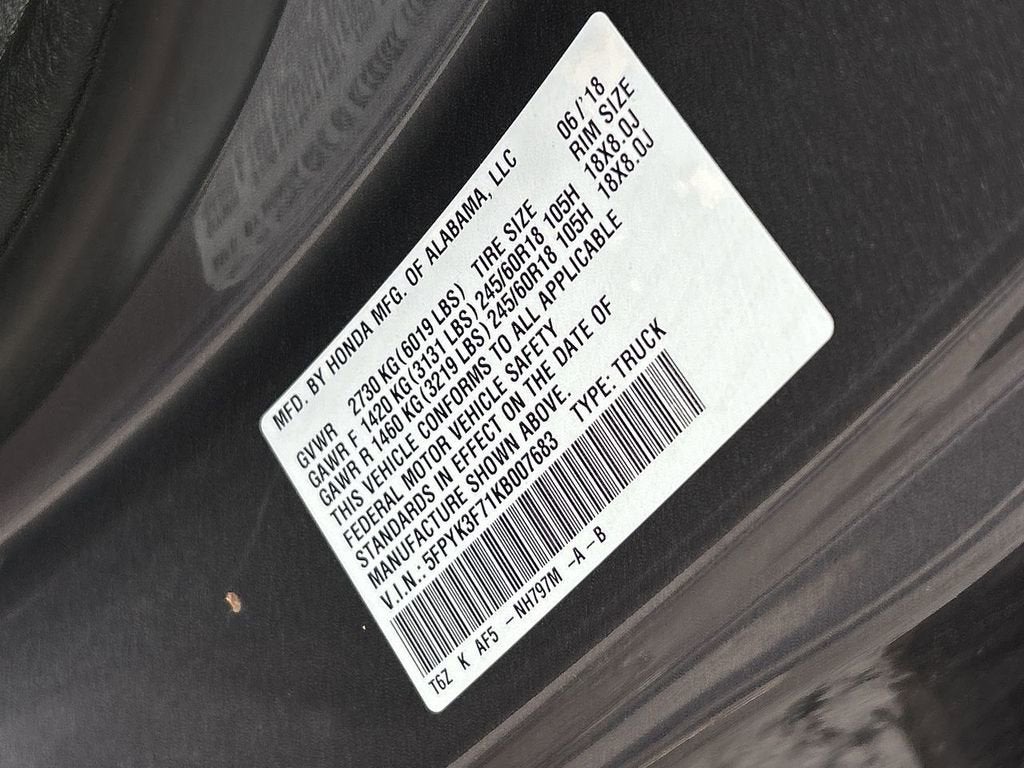 MFD. BY HONDA MFG. OF ALABAMA, LLC 06/'18
GVWR 2730 KG(6019 LBS) TIRE SIZE RIM SIZE
GAWR F 1420 KG(3131 LBS) 245/60R18 105H 18X8.0J
GAWR R 1460 KG(3219 LBS) 245/60R18 105H 18X8.0J
THIS VEHICLE CONFORMS TO ALL APPLICABLE
FEDERAL MOTOR VEHICLE SAFETY
STANDARDS IN EFFECT ON THE DATE OF
MANUFACTURE SHOWN ABOVE.
V.I.N.: 5FPYK3F71KB007683 TYPE: TRUCK
T6Z K AF5 -NH797M -A-B